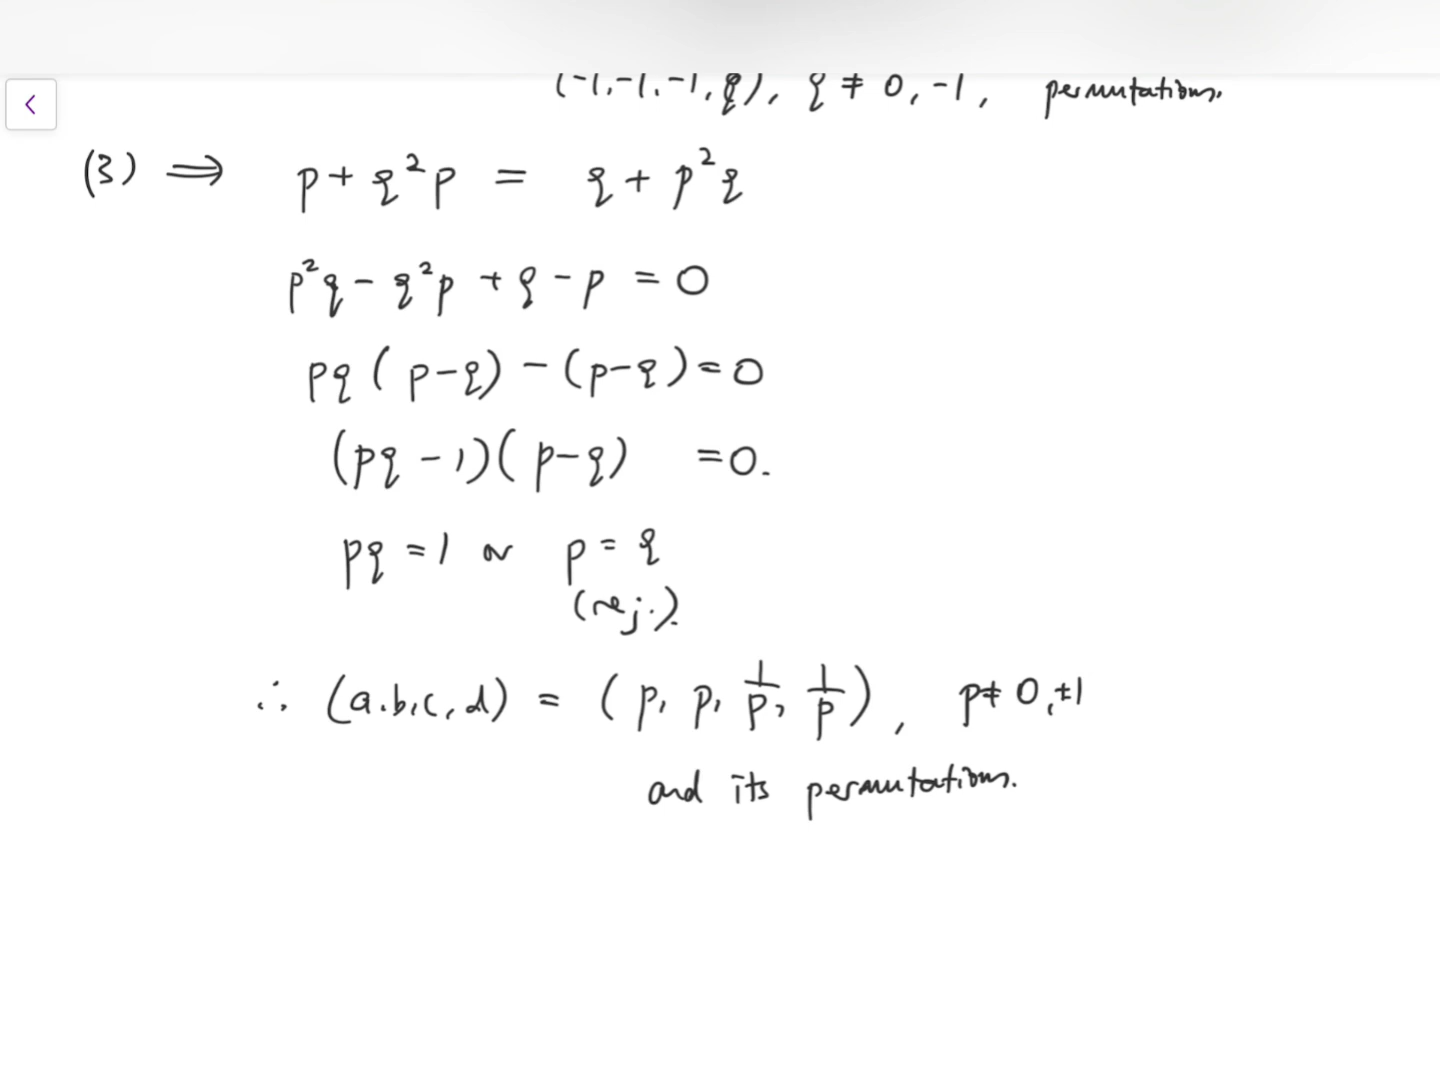 (-1,-1,-1,q), q ≠ 0, -1, permutations.
(3) ⟹ p + q²p = q + p²q
p²q - q²p + q - p = 0
pq(p-q) - (p-q) = 0
(pq - 1)(p-q) = 0.
pq = 1 or p = q
(rej.).
∴ (a.b,c,d) = (p, p, 1/p, 1/p), p ≠ 0, ±1
and its permutations.